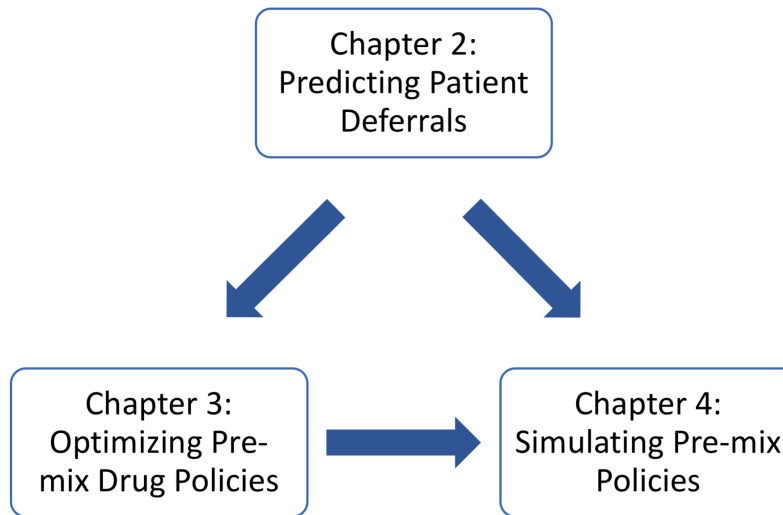 Chapter 2:
Predicting Patient
Deferrals
Chapter 3:
Optimizing Pre-
mix Drug Policies
Chapter 4:
Simulating Pre-mix
Policies